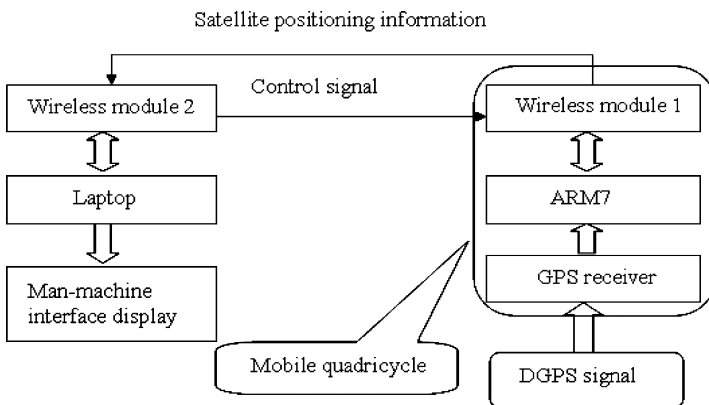 Satellite positioning information
Control signal
Wireless module 2
Wireless module 1
Laptop
ARM7
Man-machine
interface display
GPS receiver
Mobile quadricycle
DGPS signal